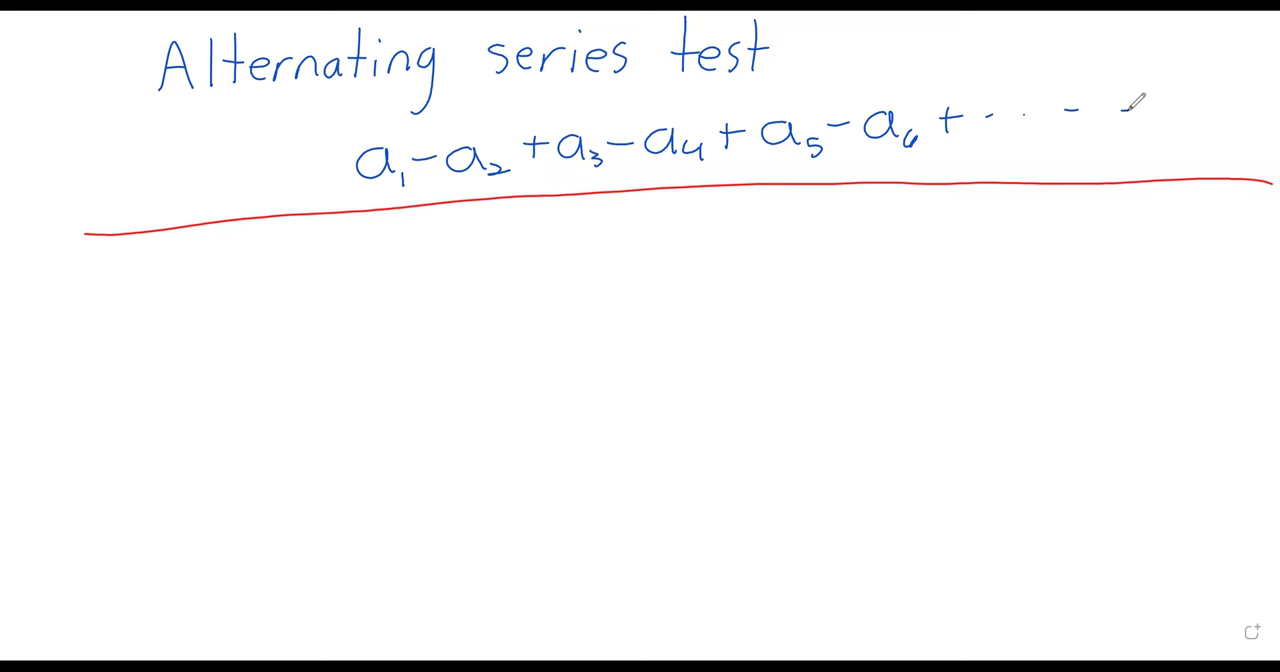 Alternating series test
a₁ - a₂ + a₃ - a₄ + a₅ - a₆ + - . . - -